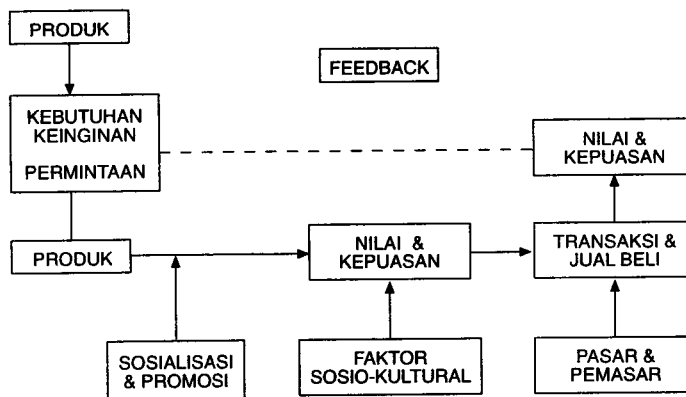 PRODUK
FEEDBACK
KEBUTUHAN
KEINGINAN
PERMINTAAN
NILAI &
KEPUASAN
PRODUK
NILAI &
KEPUASAN
TRANSAKSI &
JUAL BELI
SOSIALISASI
& PROMOSI
FAKTOR
SOSIO-KULTURAL
PASAR &
PEMASAR